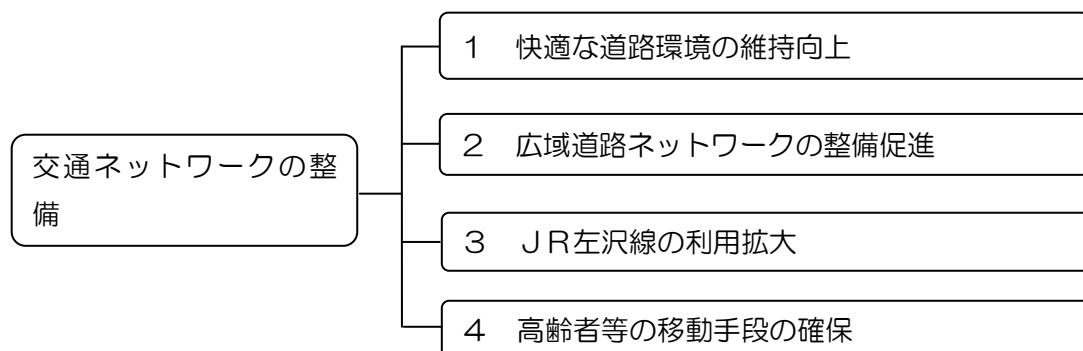 交通ネットワークの整
備
１　快適な道路環境の維持向上
２　広域道路ネットワークの整備促進
３　ＪＲ左沢線の利用拡大
４　高齢者等の移動手段の確保